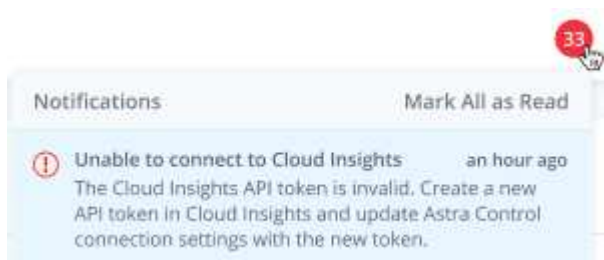 33
Notifications Mark All as Read
Unable to connect to Cloud Insights an hour ago
The Cloud Insights API token is invalid. Create a new
API token in Cloud Insights and update Astra Control
connection settings with the new token.